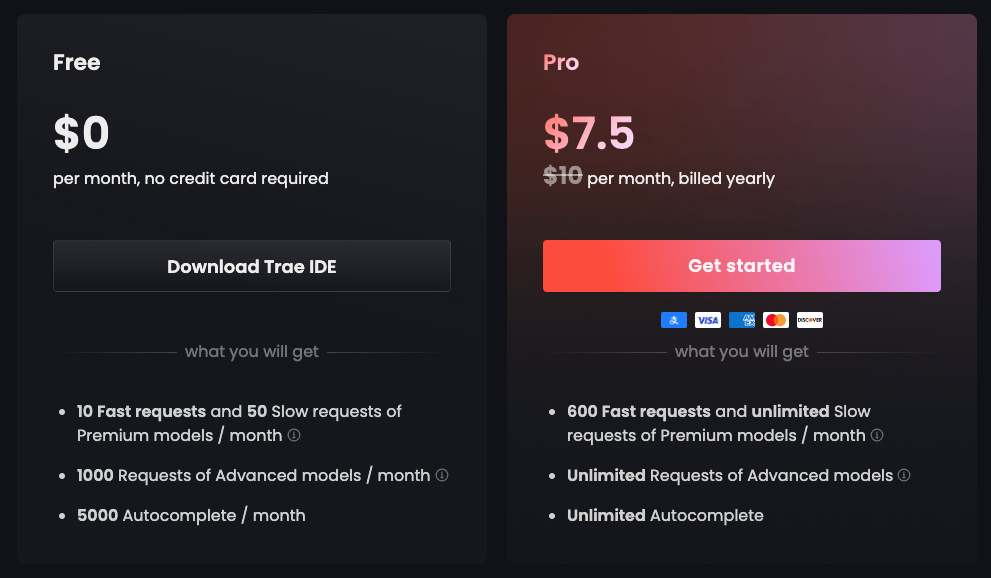 Free
$0
per month, no credit card required
Download Trae IDE
what you will get
• 10 Fast requests and 50 Slow requests of
Premium models / month
• 1000 Requests of Advanced models / month
• 5000 Autocomplete / month
Pro
$7.5
$10 per month, billed yearly
Get started
VISA
DISCOVER
what you will get
• 600 Fast requests and unlimited Slow
requests of Premium models / month
• Unlimited Requests of Advanced models
• Unlimited Autocomplete